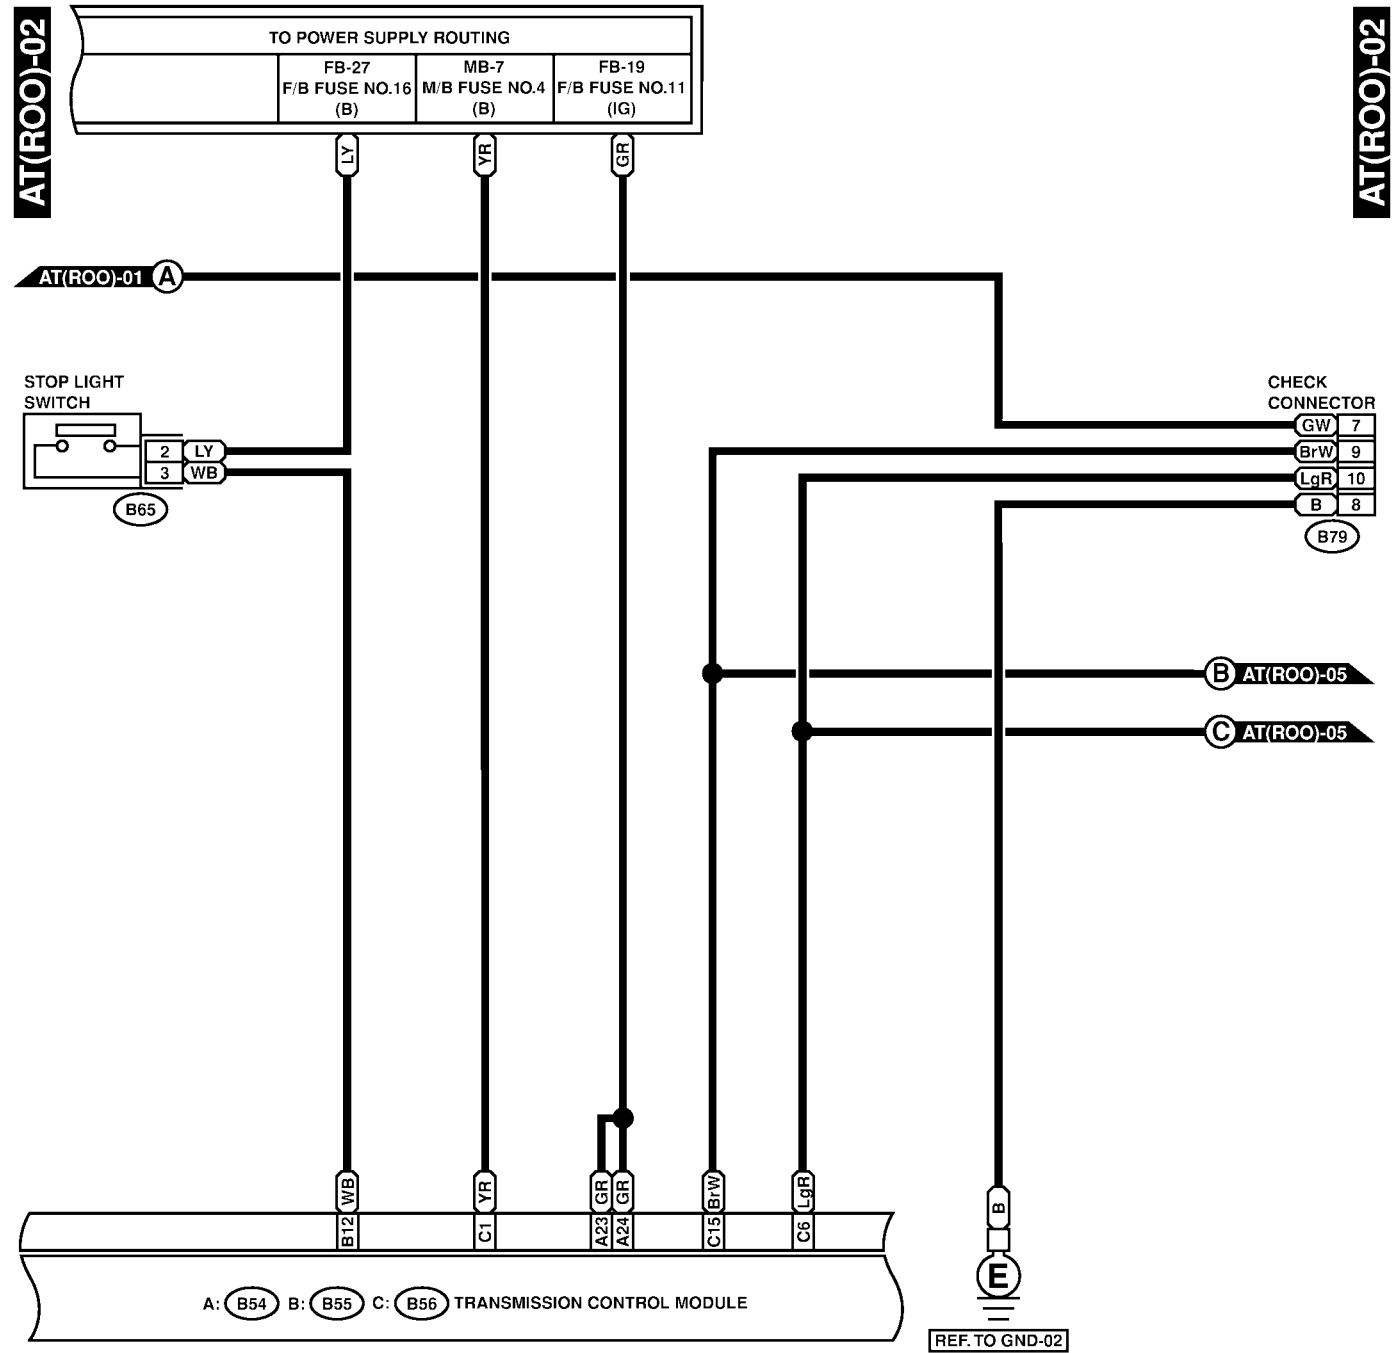 AT(ROO)-02
AT(ROO)-02
TO POWER SUPPLY ROUTING
FB-27
F/B FUSE NO.16
(B)
MB-7
M/B FUSE NO.4
(B)
FB-19
F/B FUSE NO.11
(IG)
LY
YR
GR
AT(ROO)-01 A
STOP LIGHT
SWITCH
2 LY
3 WB
B65
CHECK
CONNECTOR
GW 7
BrW 9
LgR 10
B 8
B79
B AT(ROO)-05
C AT(ROO)-05
WB
YR
GR
GR
BrW
LgR
B
B12
C1
A23
A24
C15
C6
E
A: B54 B: B55 C: B56 TRANSMISSION CONTROL MODULE
REF. TO GND-02